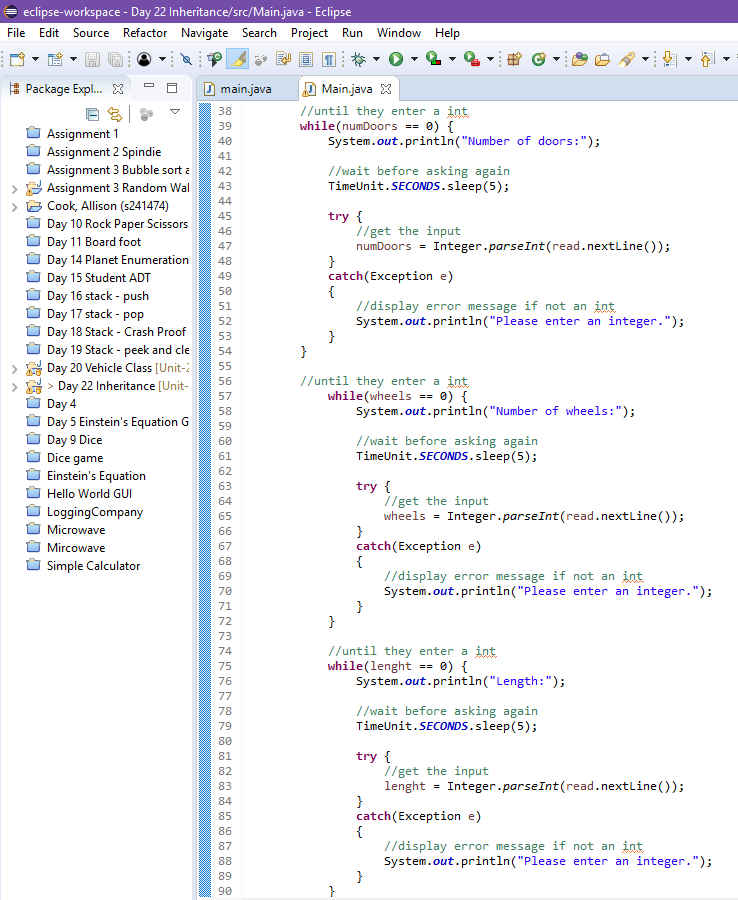 eclipse-workspace - Day 22 Inheritance/src/Main.java - Eclipse
File Edit Source Refactor Navigate Search Project Run Window Help
Package Expl...
main.java
Main.java
Assignment 1
Assignment 2 Spindie
Assignment 3 Bubble sort a
Assignment 3 Random Wal
Cook, Allison (s241474)
Day 10 Rock Paper Scissors
Day 11 Board foot
Day 14 Planet Enumeration
Day 15 Student ADT
Day 16 stack - push
Day 17 stack - pop
Day 18 Stack - Crash Proof
Day 19 Stack - peek and cle
Day 20 Vehicle Class [Unit-2
> Day 22 Inheritance [Unit-
Day 4
Day 5 Einstein's Equation G
Day 9 Dice
Dice game
Einstein's Equation
Hello World GUI
LoggingCompany
Microwave
Mircowave
Simple Calculator
38 //until they enter a int
39 while(numDoors == 0) {
40 System.out.println("Number of doors:");
41
42 //wait before asking again
43 TimeUnit.SECONDS.sleep(5);
44
45 try {
46 //get the input
47 numDoors = Integer.parseInt(read.nextLine());
48 }
49 catch(Exception e)
50 {
51 //display error message if not an int
52 System.out.println("Please enter an integer.");
53 }
54 }
55
56 //until they enter a int
57 while(wheels == 0) {
58 System.out.println("Number of wheels:");
59
60 //wait before asking again
61 TimeUnit.SECONDS.sleep(5);
62
63 try {
64 //get the input
65 wheels = Integer.parseInt(read.nextLine());
66 }
67 catch(Exception e)
68 {
69 //display error message if not an int
70 System.out.println("Please enter an integer.");
71 }
72 }
73
74 //until they enter a int
75 while(lenght == 0) {
76 System.out.println("Length:");
77
78 //wait before asking again
79 TimeUnit.SECONDS.sleep(5);
80
81 try {
82 //get the input
83 lenght = Integer.parseInt(read.nextLine());
84 }
85 catch(Exception e)
86 {
87 //display error message if not an int
88 System.out.println("Please enter an integer.");
89 }
90 }